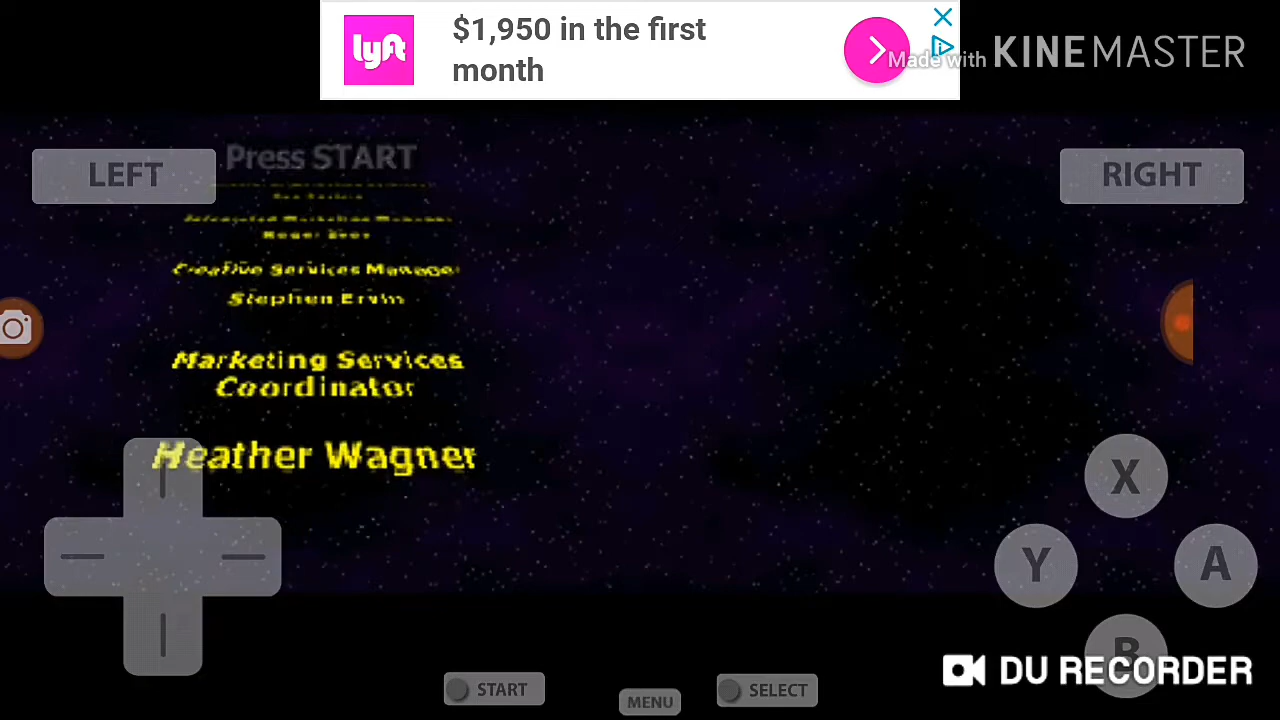 lyft
$1,950 in the first
month
Made with KINEMASTER
Press START
LEFT
RIGHT
Creative Services Manager
Stephen Ervin
Marketing Services
Coordinator
Heather Wagner
X
Y
A
B
DU RECORDER
START
MENU
SELECT